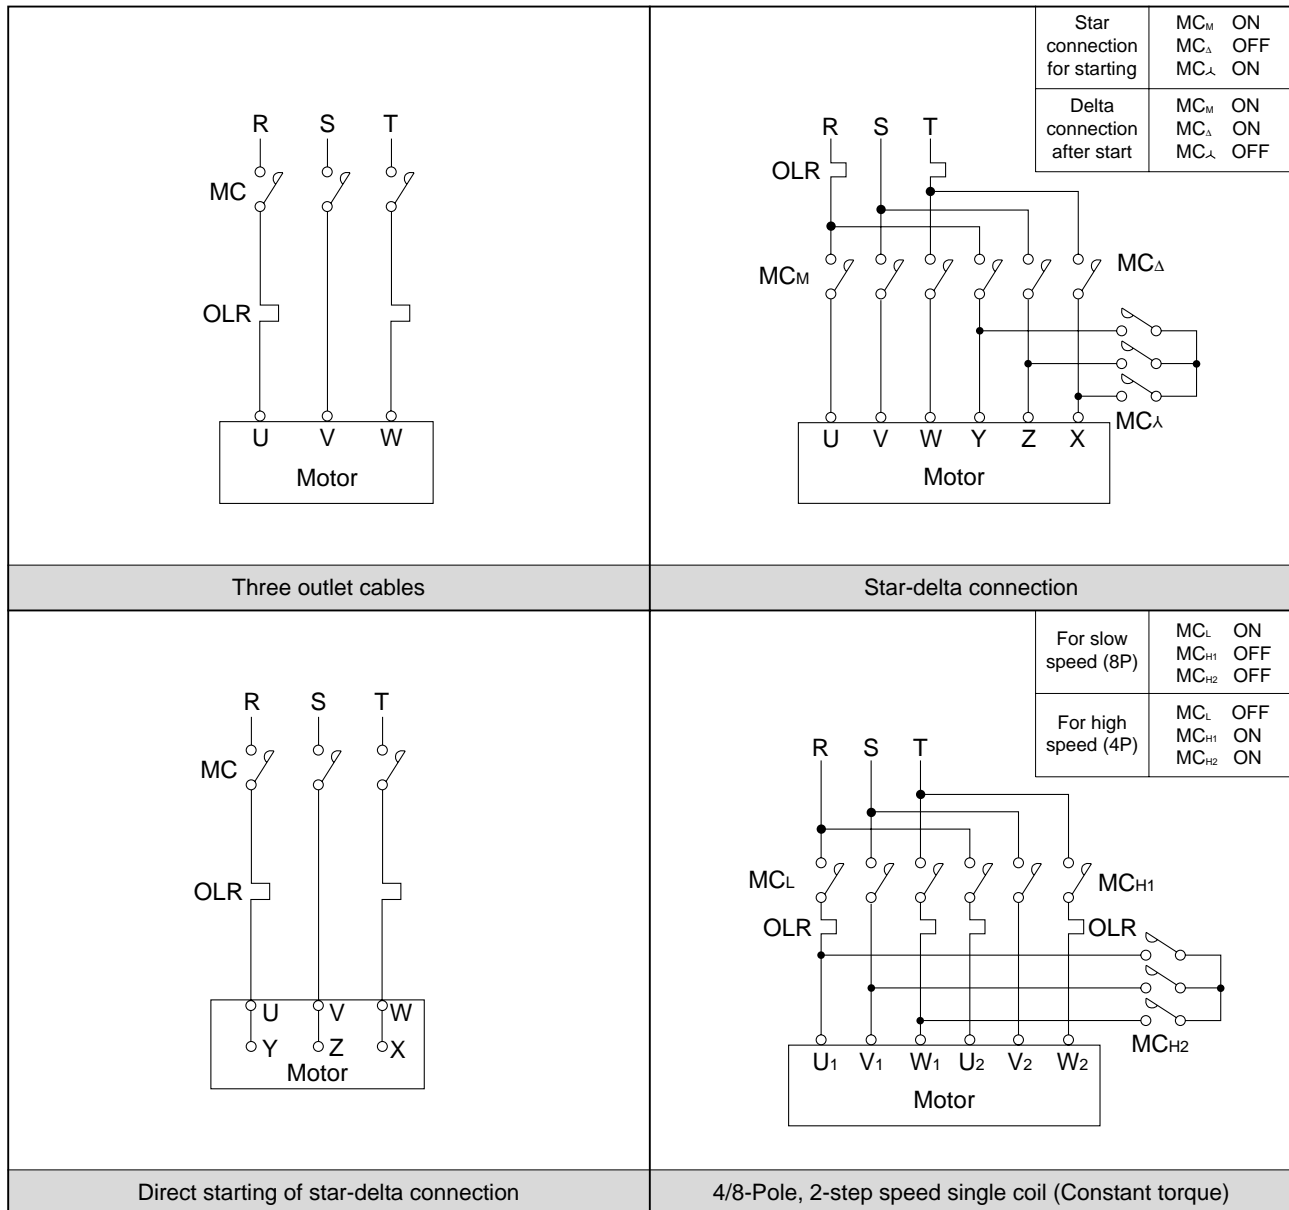 R S T
MC
OLR
U V W
Motor
Three outlet cables
Star
connection
for starting
MCM ON
MCΔ OFF
MC⅄ ON
Delta
connection
after start
MCM ON
MCΔ ON
MC⅄ OFF
R S T
OLR
MCM
MCΔ
MC⅄
U V W Y Z X
Motor
Star-delta connection
R S T
MC
OLR
U V W
Y Z X
Motor
Direct starting of star-delta connection
For slow
speed (8P)
MCL ON
MCH1 OFF
MCH2 OFF
For high
speed (4P)
MCL OFF
MCH1 ON
MCH2 ON
R S T
MCL
MCH1
OLR OLR
MCH2
U1 V1 W1 U2 V2 W2
Motor
4/8-Pole, 2-step speed single coil (Constant torque)